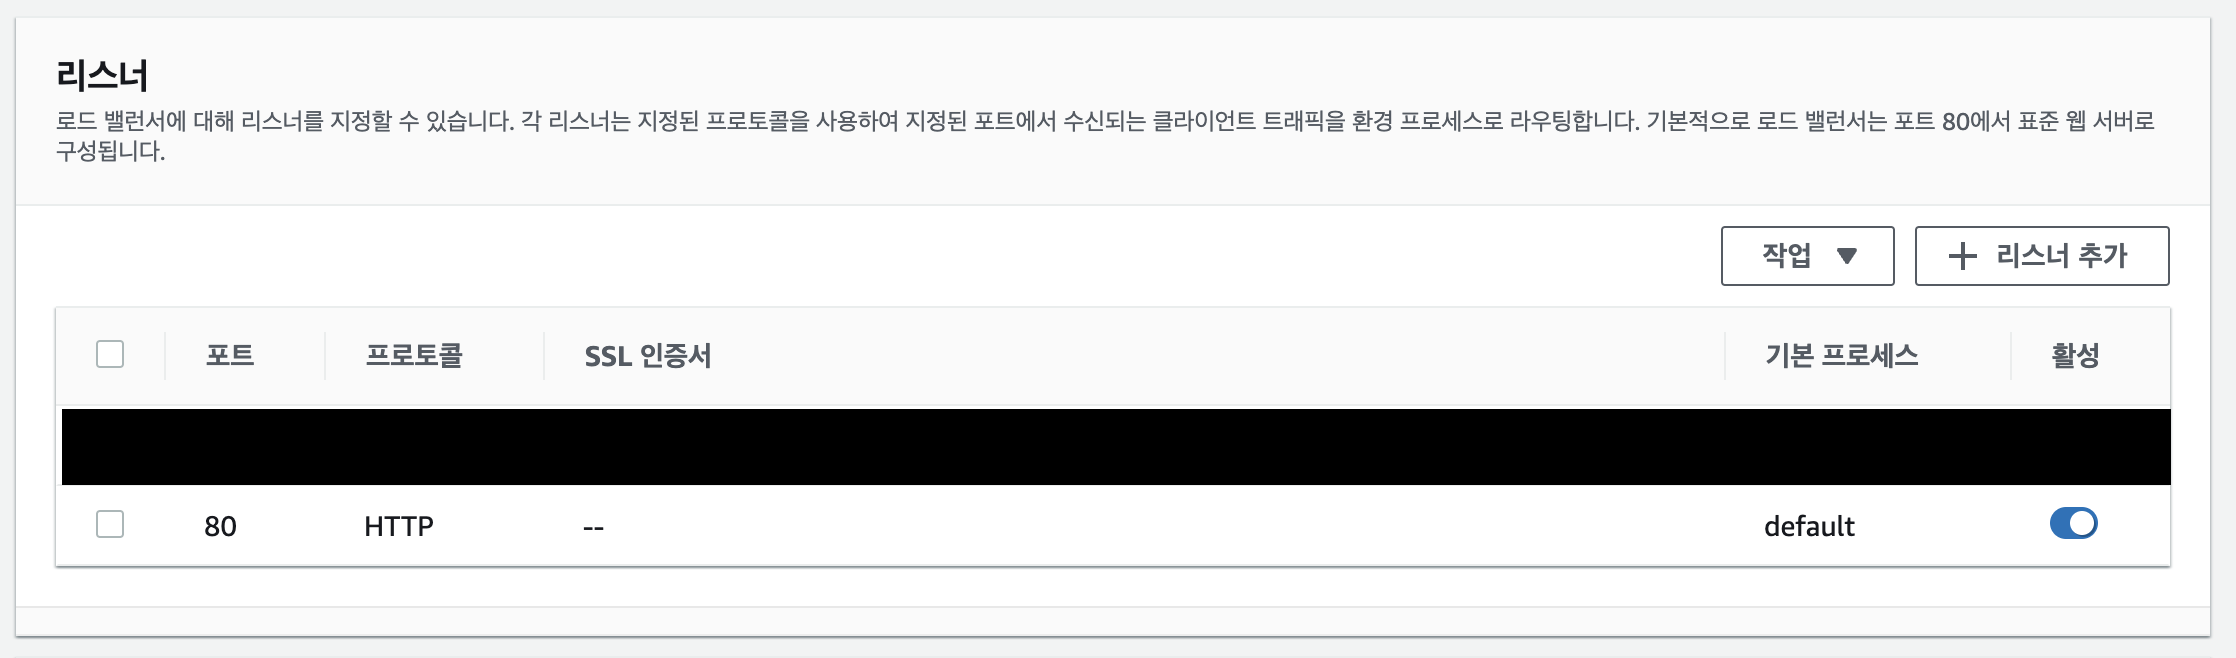 리스너
로드 밸런서에 대해 리스너를 지정할 수 있습니다. 각 리스너는 지정된 프로토콜을 사용하여 지정된 포트에서 수신되는 클라이언트 트래픽을 환경 프로세스로 라우팅합니다. 기본적으로 로드 밸런서는 포트 80에서 표준 웹 서버로
구성됩니다.
작업 ▼ + 리스너 추가
포트 프로토콜 SSL 인증서 기본 프로세스 활성
80 HTTP -- default